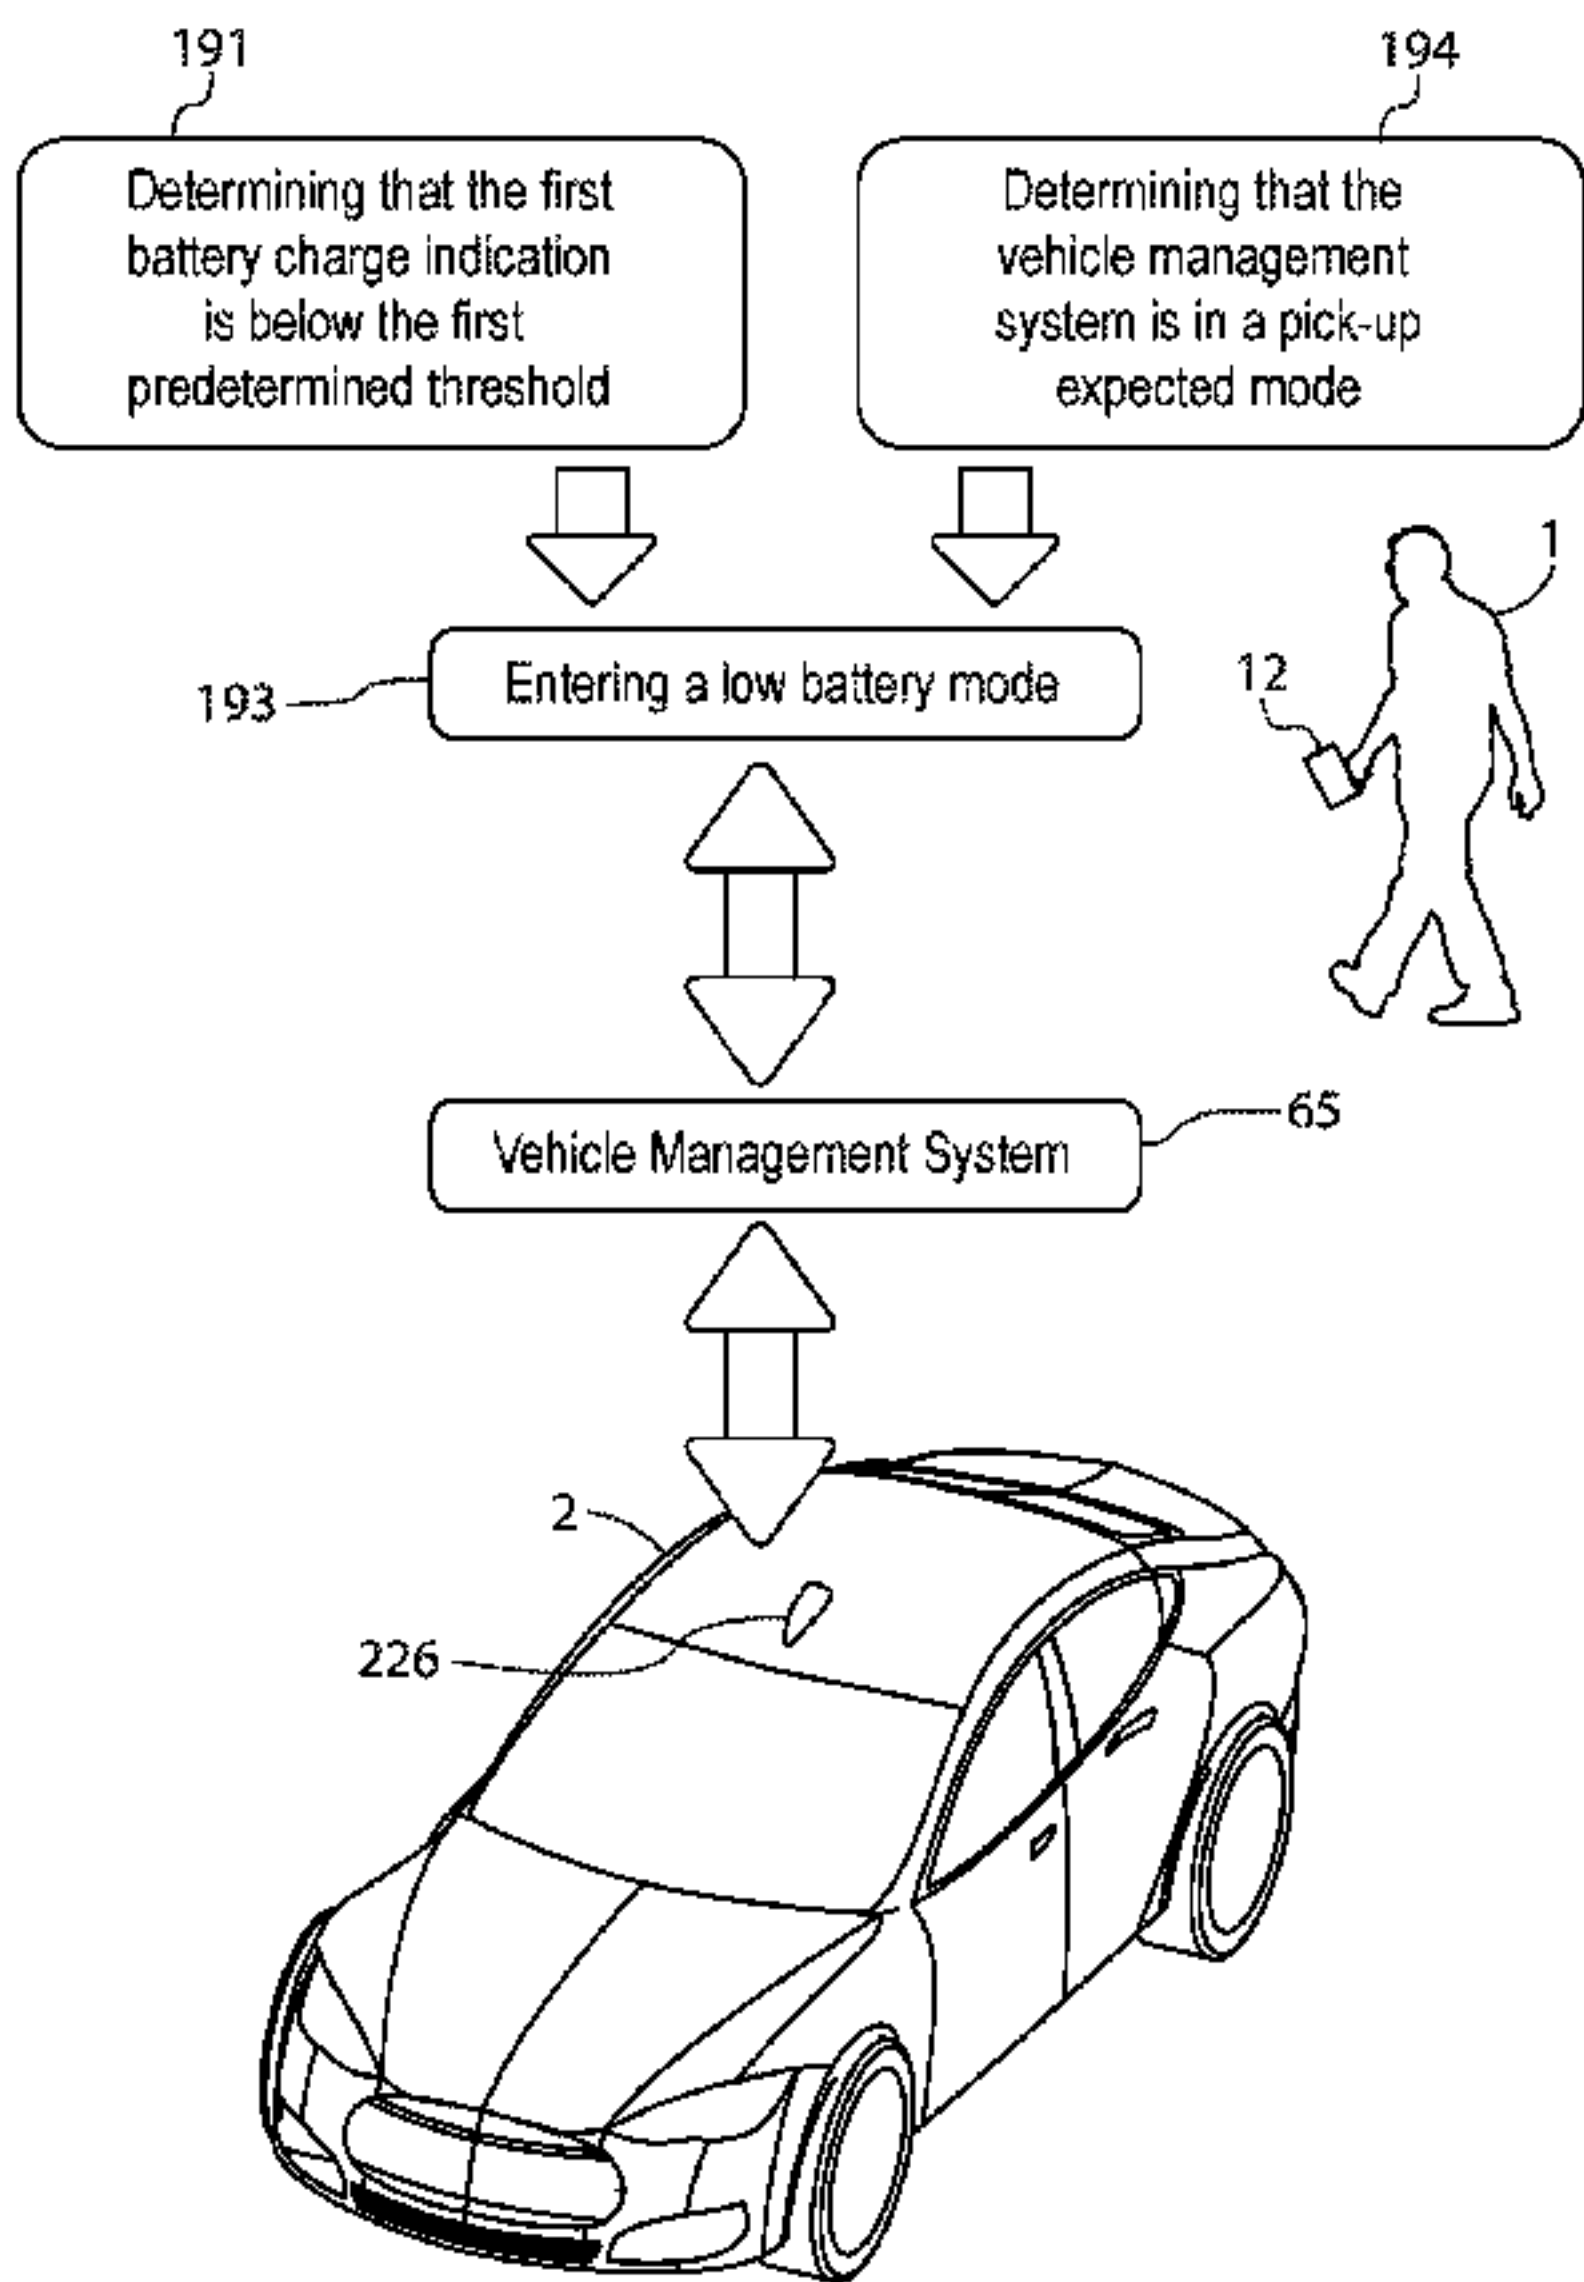 191
194
Determining that the first
battery charge indication
is below the first
predetermined threshold
Determining that the
vehicle management
system is in a pick-up
expected mode
1
12
193
Entering a low battery mode
65
Vehicle Management System
2
226